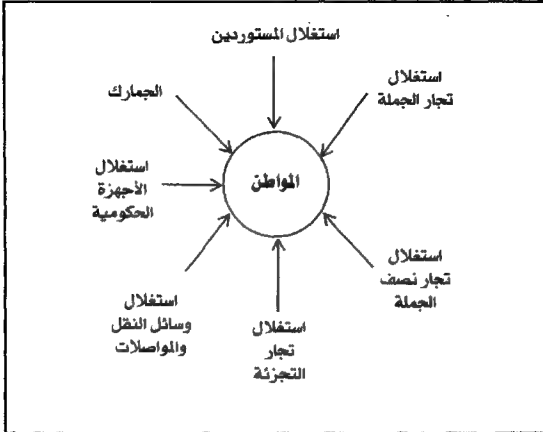 استغلال المستوردين
استغلال
تجار الجملة
الجمارك
المواطن
استغلال
الأجهزة
الحكومية
استغلال
تجار نصف
الجملة
استغلال
وسائل النقل
والمواصلات
استغلال
تجار
التجزئة